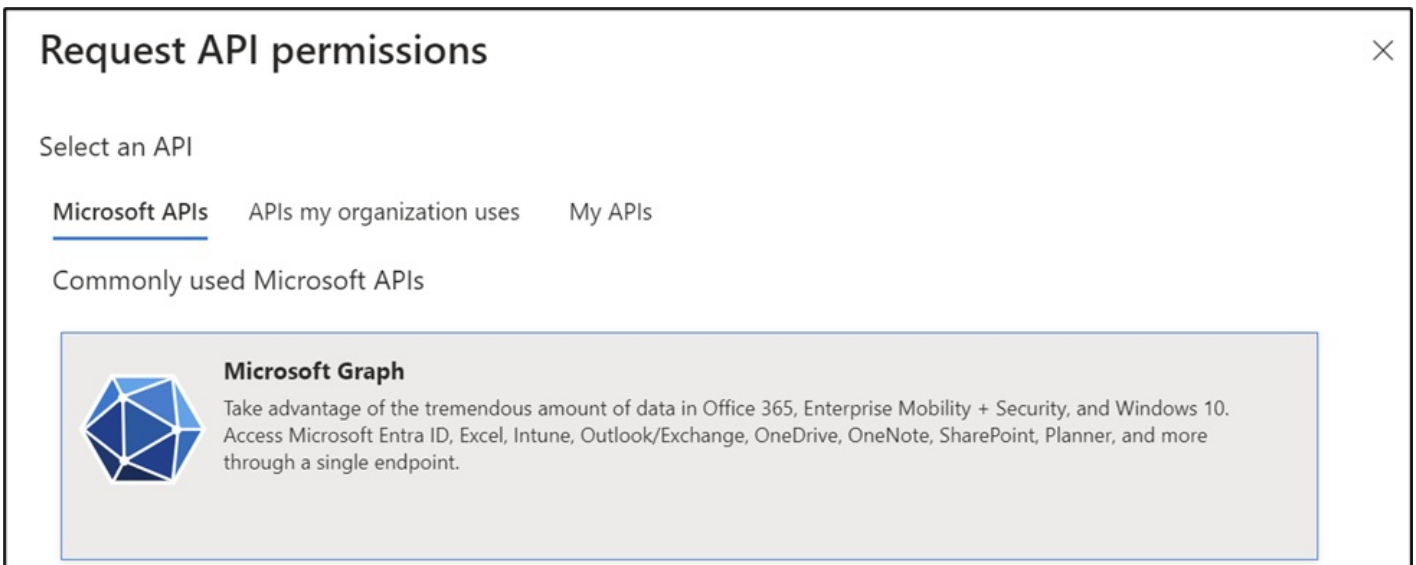 Request API permissions
Select an API
Microsoft APIs APIs my organization uses My APIs
Commonly used Microsoft APIs
Microsoft Graph
Take advantage of the tremendous amount of data in Office 365, Enterprise Mobility + Security, and Windows 10.
Access Microsoft Entra ID, Excel, Intune, Outlook/Exchange, OneDrive, OneNote, SharePoint, Planner, and more
through a single endpoint.